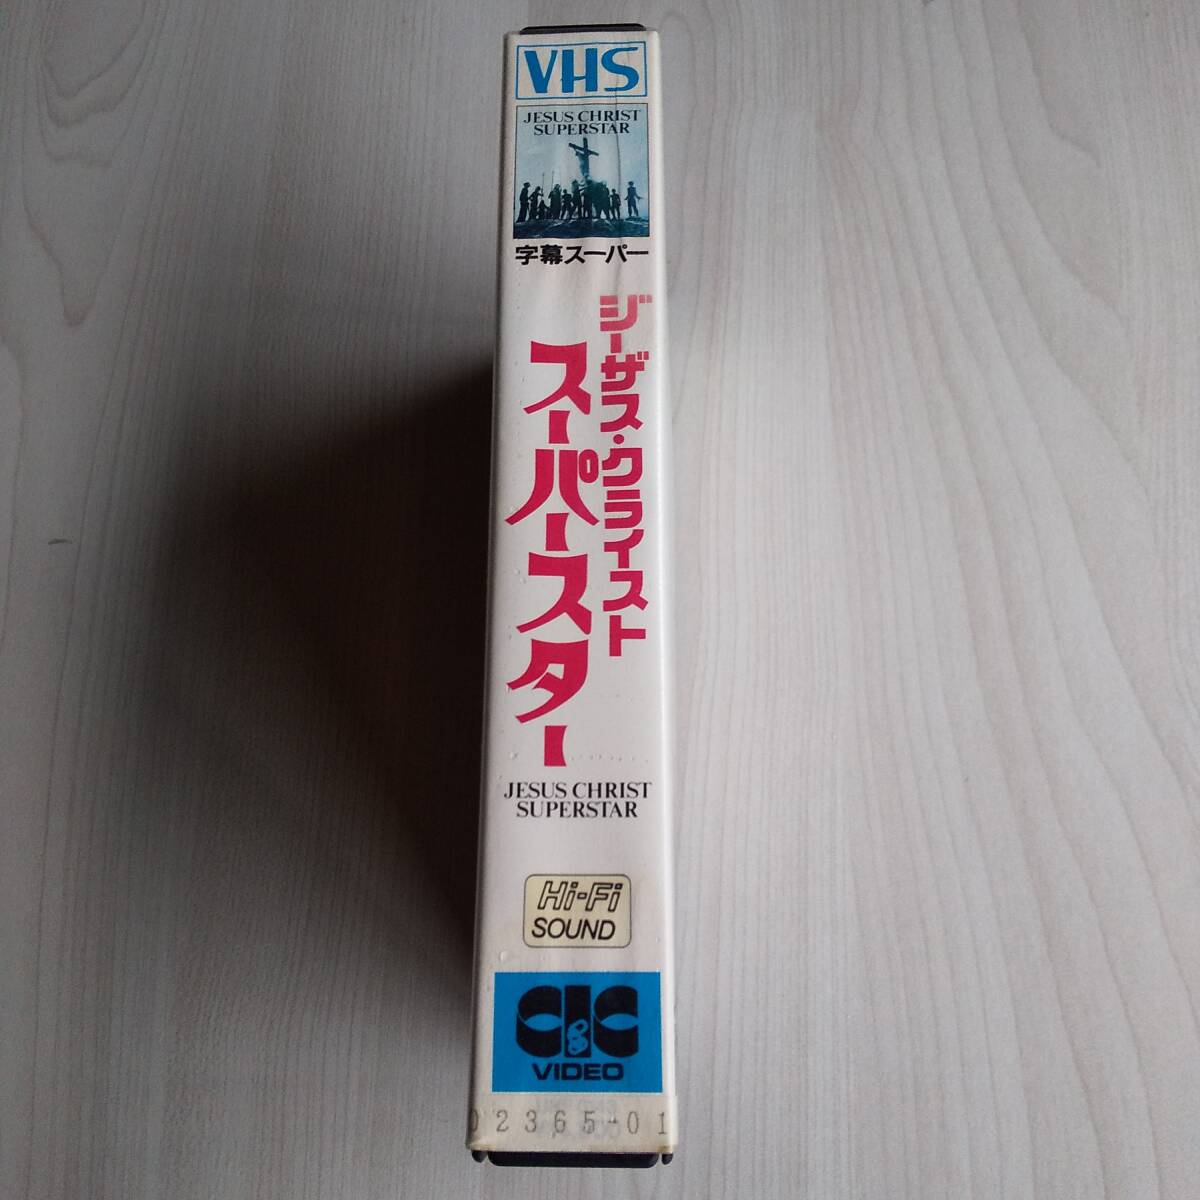 VHS
JESUS CHRIST
SUPERSTAR
字幕スーパー
ジーザス・クライスト
スーパースター
JESUS CHRIST
SUPERSTAR
Hi-Fi
SOUND
CIC
VIDEO
02365-01